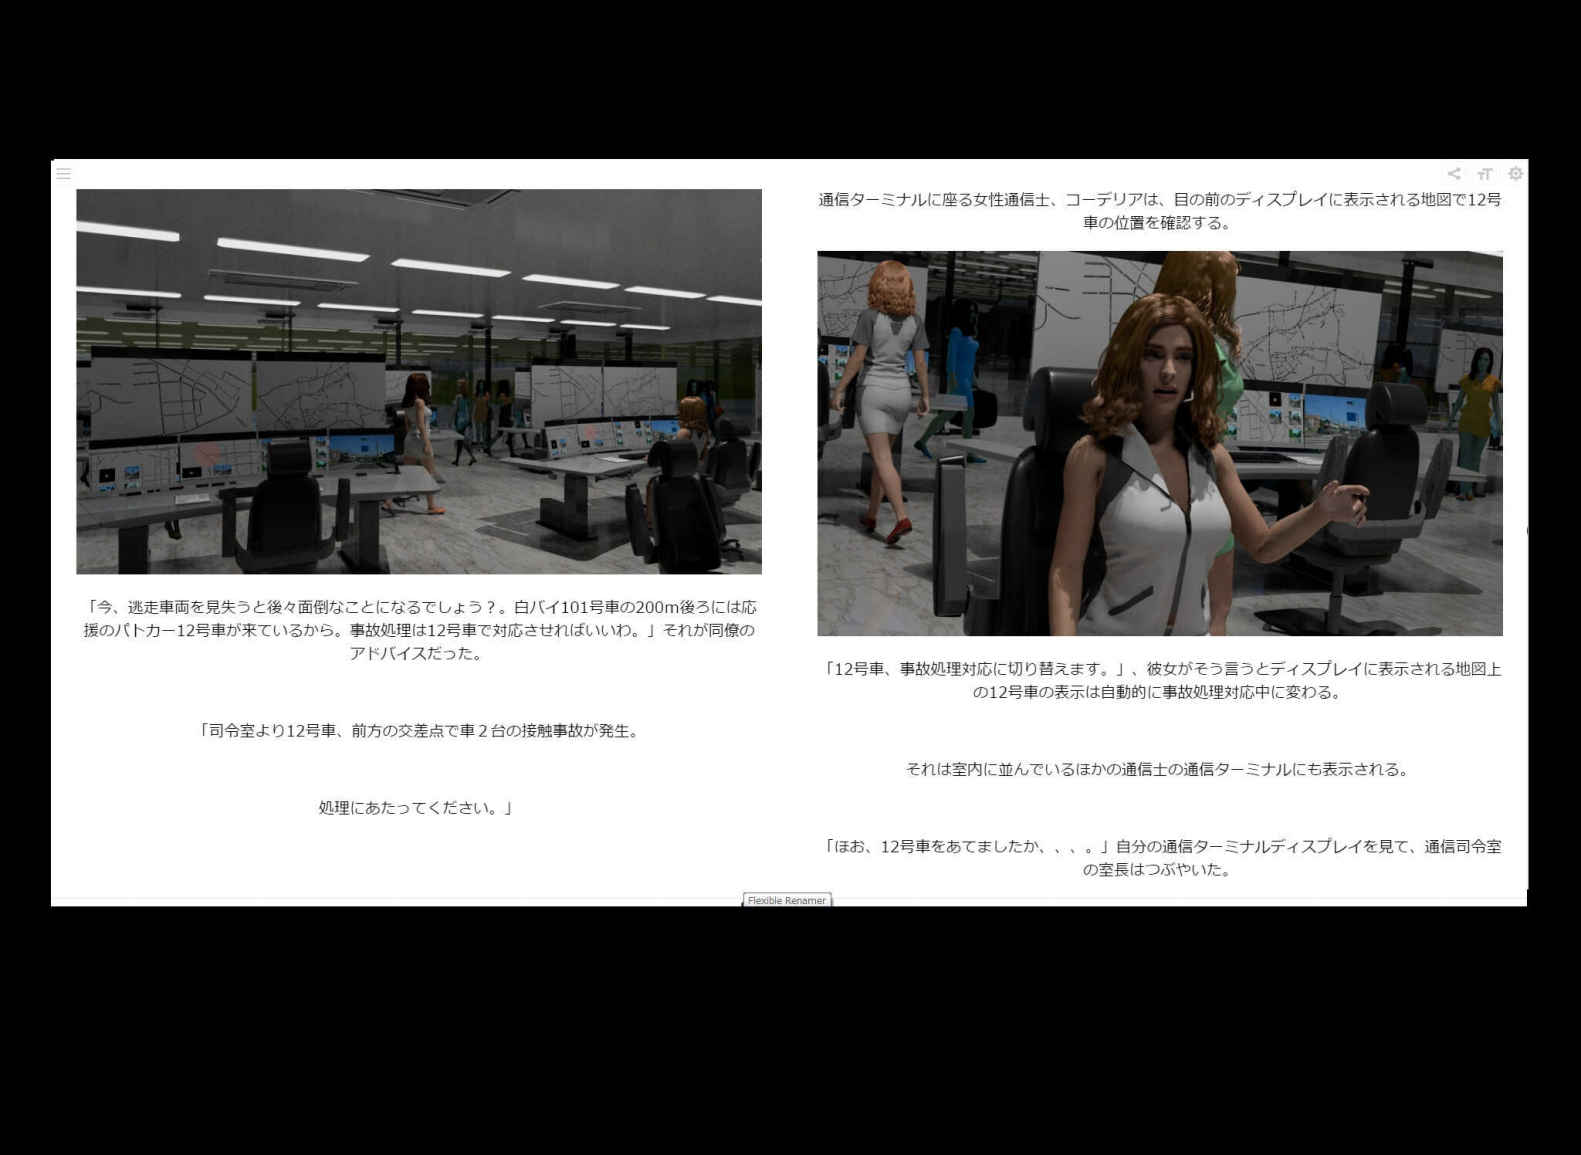 「今、逃走車両を見失うと後々面倒なことになるでしょう？。白バイ101号車の200m後ろには応
援のパトカー12号車が来ているから。事故処理は12号車で対応させればいいわ。」それが同僚の
アドバイスだった。
「司令室より12号車、前方の交差点で車２台の接触事故が発生。
処理にあたってください。」
通信ターミナルに座る女性通信士、コーデリアは、目の前のディスプレイに表示される地図で12号
車の位置を確認する。
「12号車、事故処理対応に切り替えます。」、彼女がそう言うとディスプレイに表示される地図上
の12号車の表示は自動的に事故処理対応中に変わる。
それは室内に並んでいるほかの通信士の通信ターミナルにも表示される。
「ほお、12号車をあてましたか、、、。」自分の通信ターミナルディスプレイを見て、通信司令室
の室長はつぶやいた。
Flexible Renamer